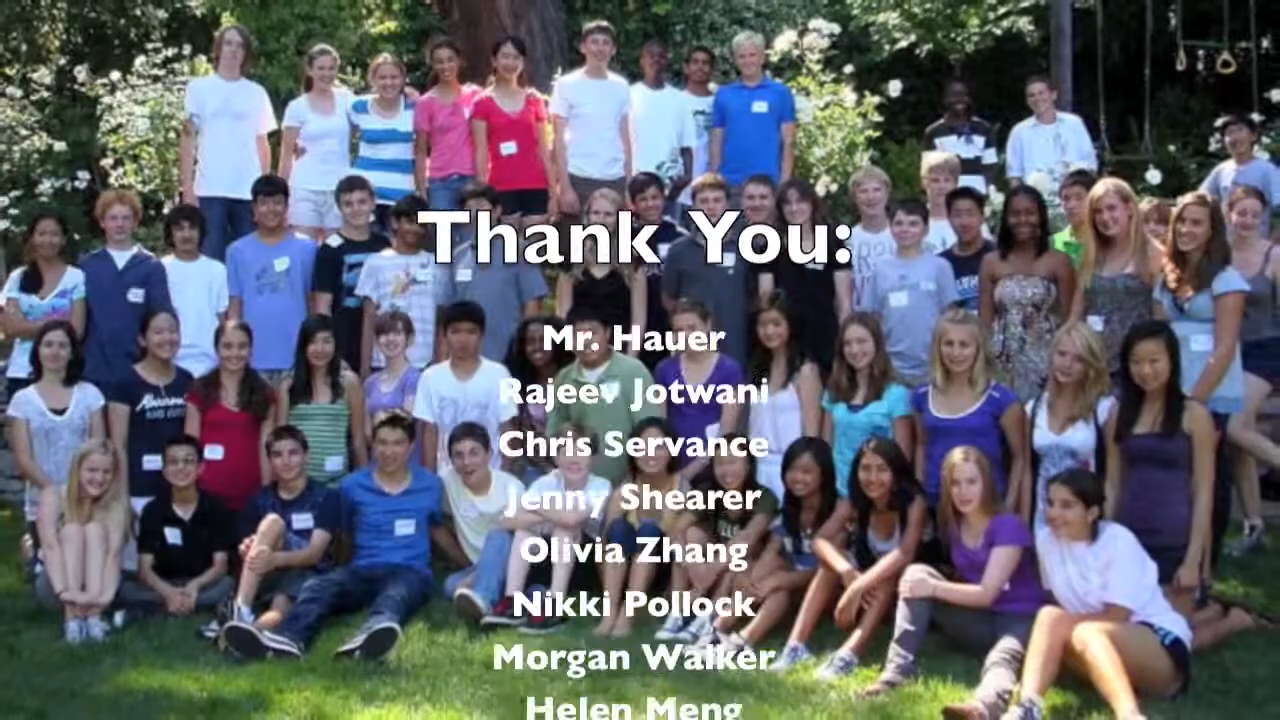 Thank You:
Mr. Hauer
Rajeev Jotwani
Chris Servance
Jenny Shearer
Olivia Zhang
Nikki Pollock
Morgan Walker
Helen Meng